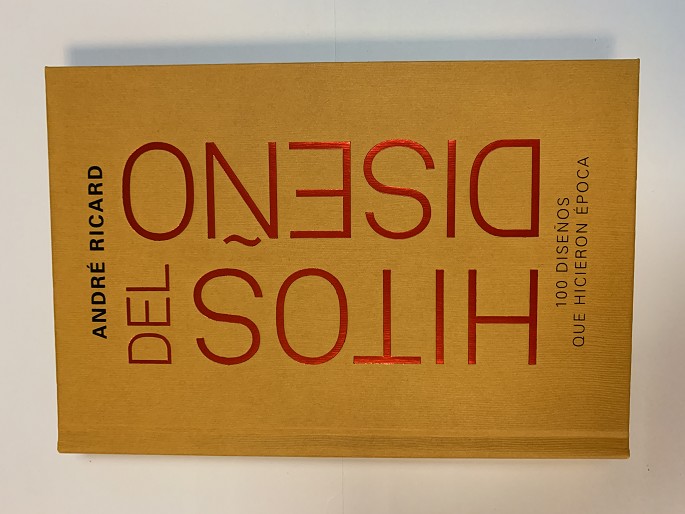 ANDRÉ RICARD
HITOS
DEL
DISEÑO
100 DISEÑOS
QUE HICIERON ÉPOCA